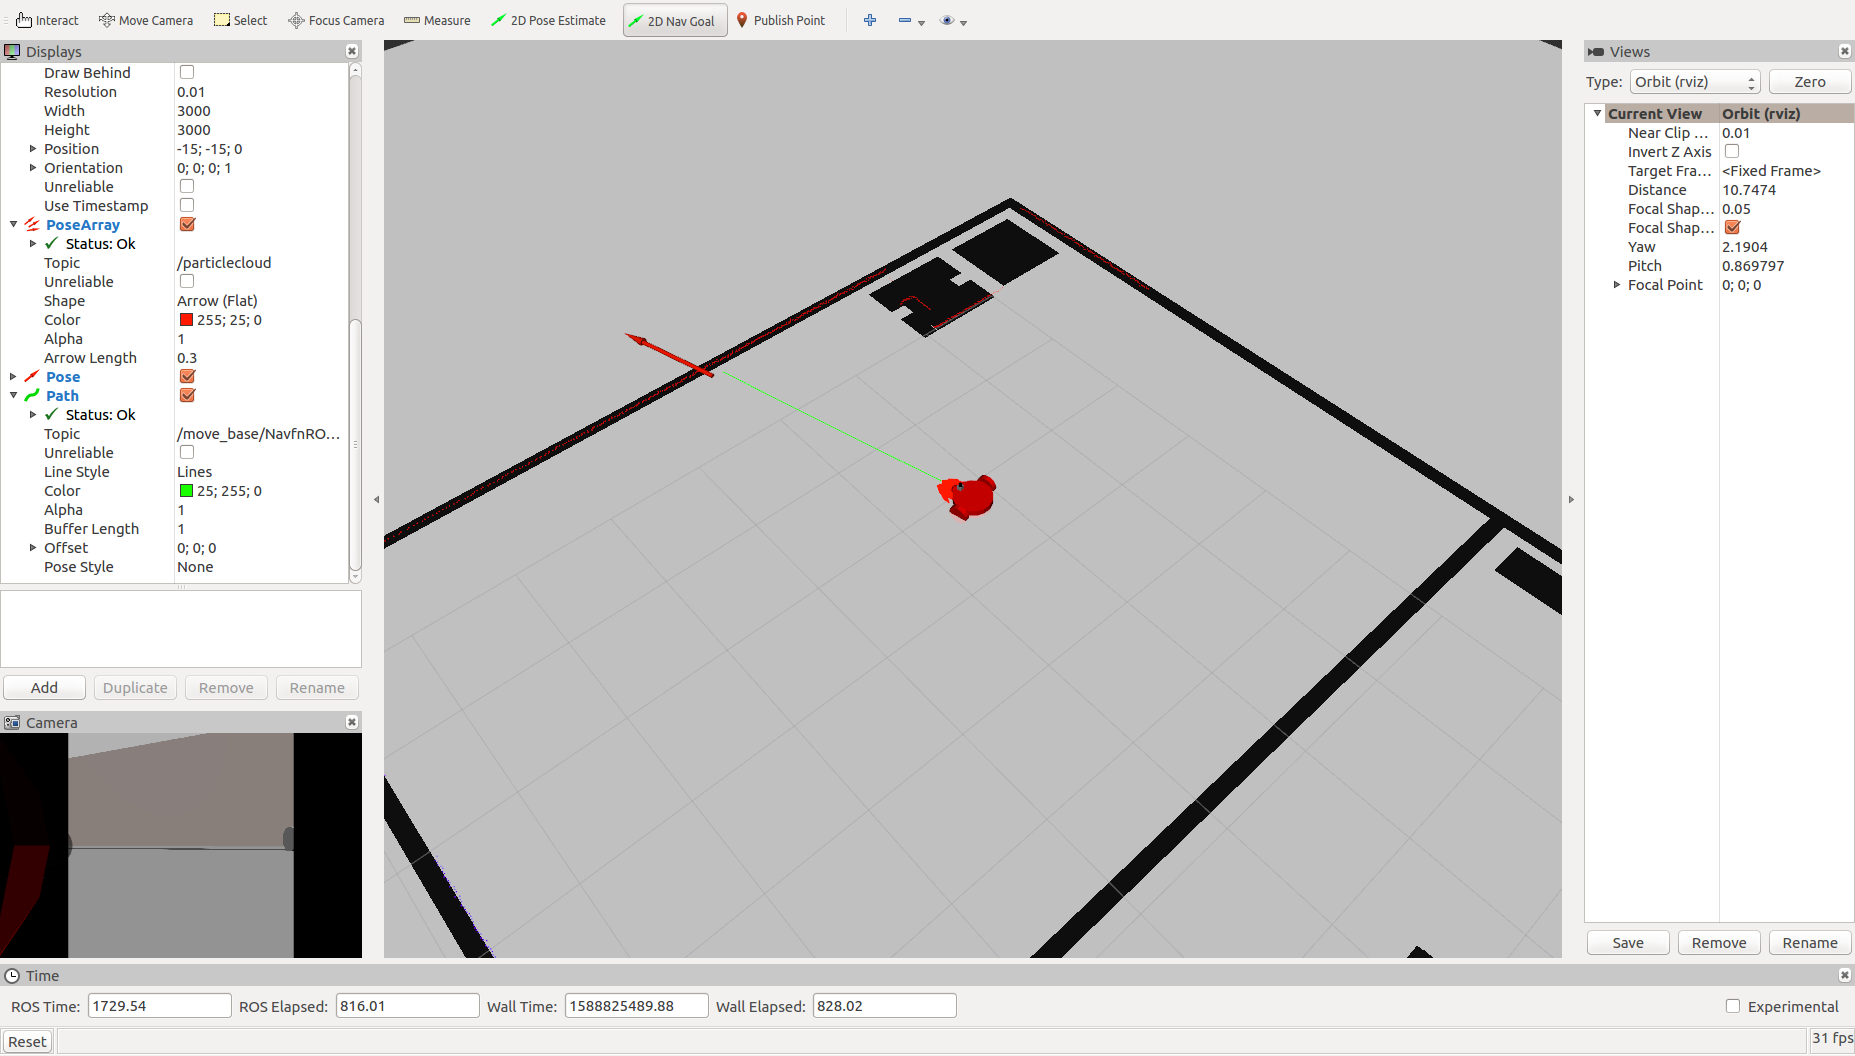 Interact Move Camera Select Focus Camera Measure 2D Pose Estimate 2D Nav Goal Publish Point
Displays
Draw Behind
Resolution 0.01
Width 3000
Height 3000
Position -15; -15; 0
Orientation 0; 0; 0; 1
Unreliable
Use Timestamp
PoseArray
Status: Ok
Topic /particlecloud
Unreliable
Shape Arrow (Flat)
Color 255; 25; 0
Alpha 1
Arrow Length 0.3
Pose
Path
Status: Ok
Topic /move_base/NavfnRO...
Unreliable
Line Style Lines
Color 25; 255; 0
Alpha 1
Buffer Length 1
Offset 0; 0; 0
Pose Style None
Add Duplicate Remove Rename
Camera
Views
Type: Orbit (rviz) Zero
Current View Orbit (rviz)
Near Clip ... 0.01
Invert Z Axis
Target Fra... <Fixed Frame>
Distance 10.7474
Focal Shap... 0.05
Focal Shap...
Yaw 2.1904
Pitch 0.869797
Focal Point 0; 0; 0
Save Remove Rename
Time
ROS Time: 1729.54 ROS Elapsed: 816.01 Wall Time: 1588825489.88 Wall Elapsed: 828.02 Experimental
Reset 31 fps